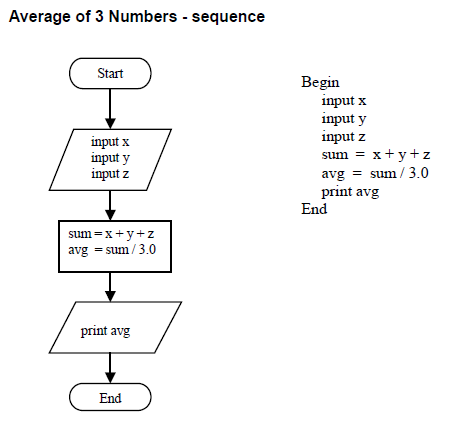 Average of 3 Numbers - sequence
Start
input x
input y
input z
sum = x + y + z
avg = sum / 3.0
print avg
End
Begin
input x
input y
input z
sum = x + y + z
avg = sum / 3.0
print avg
End